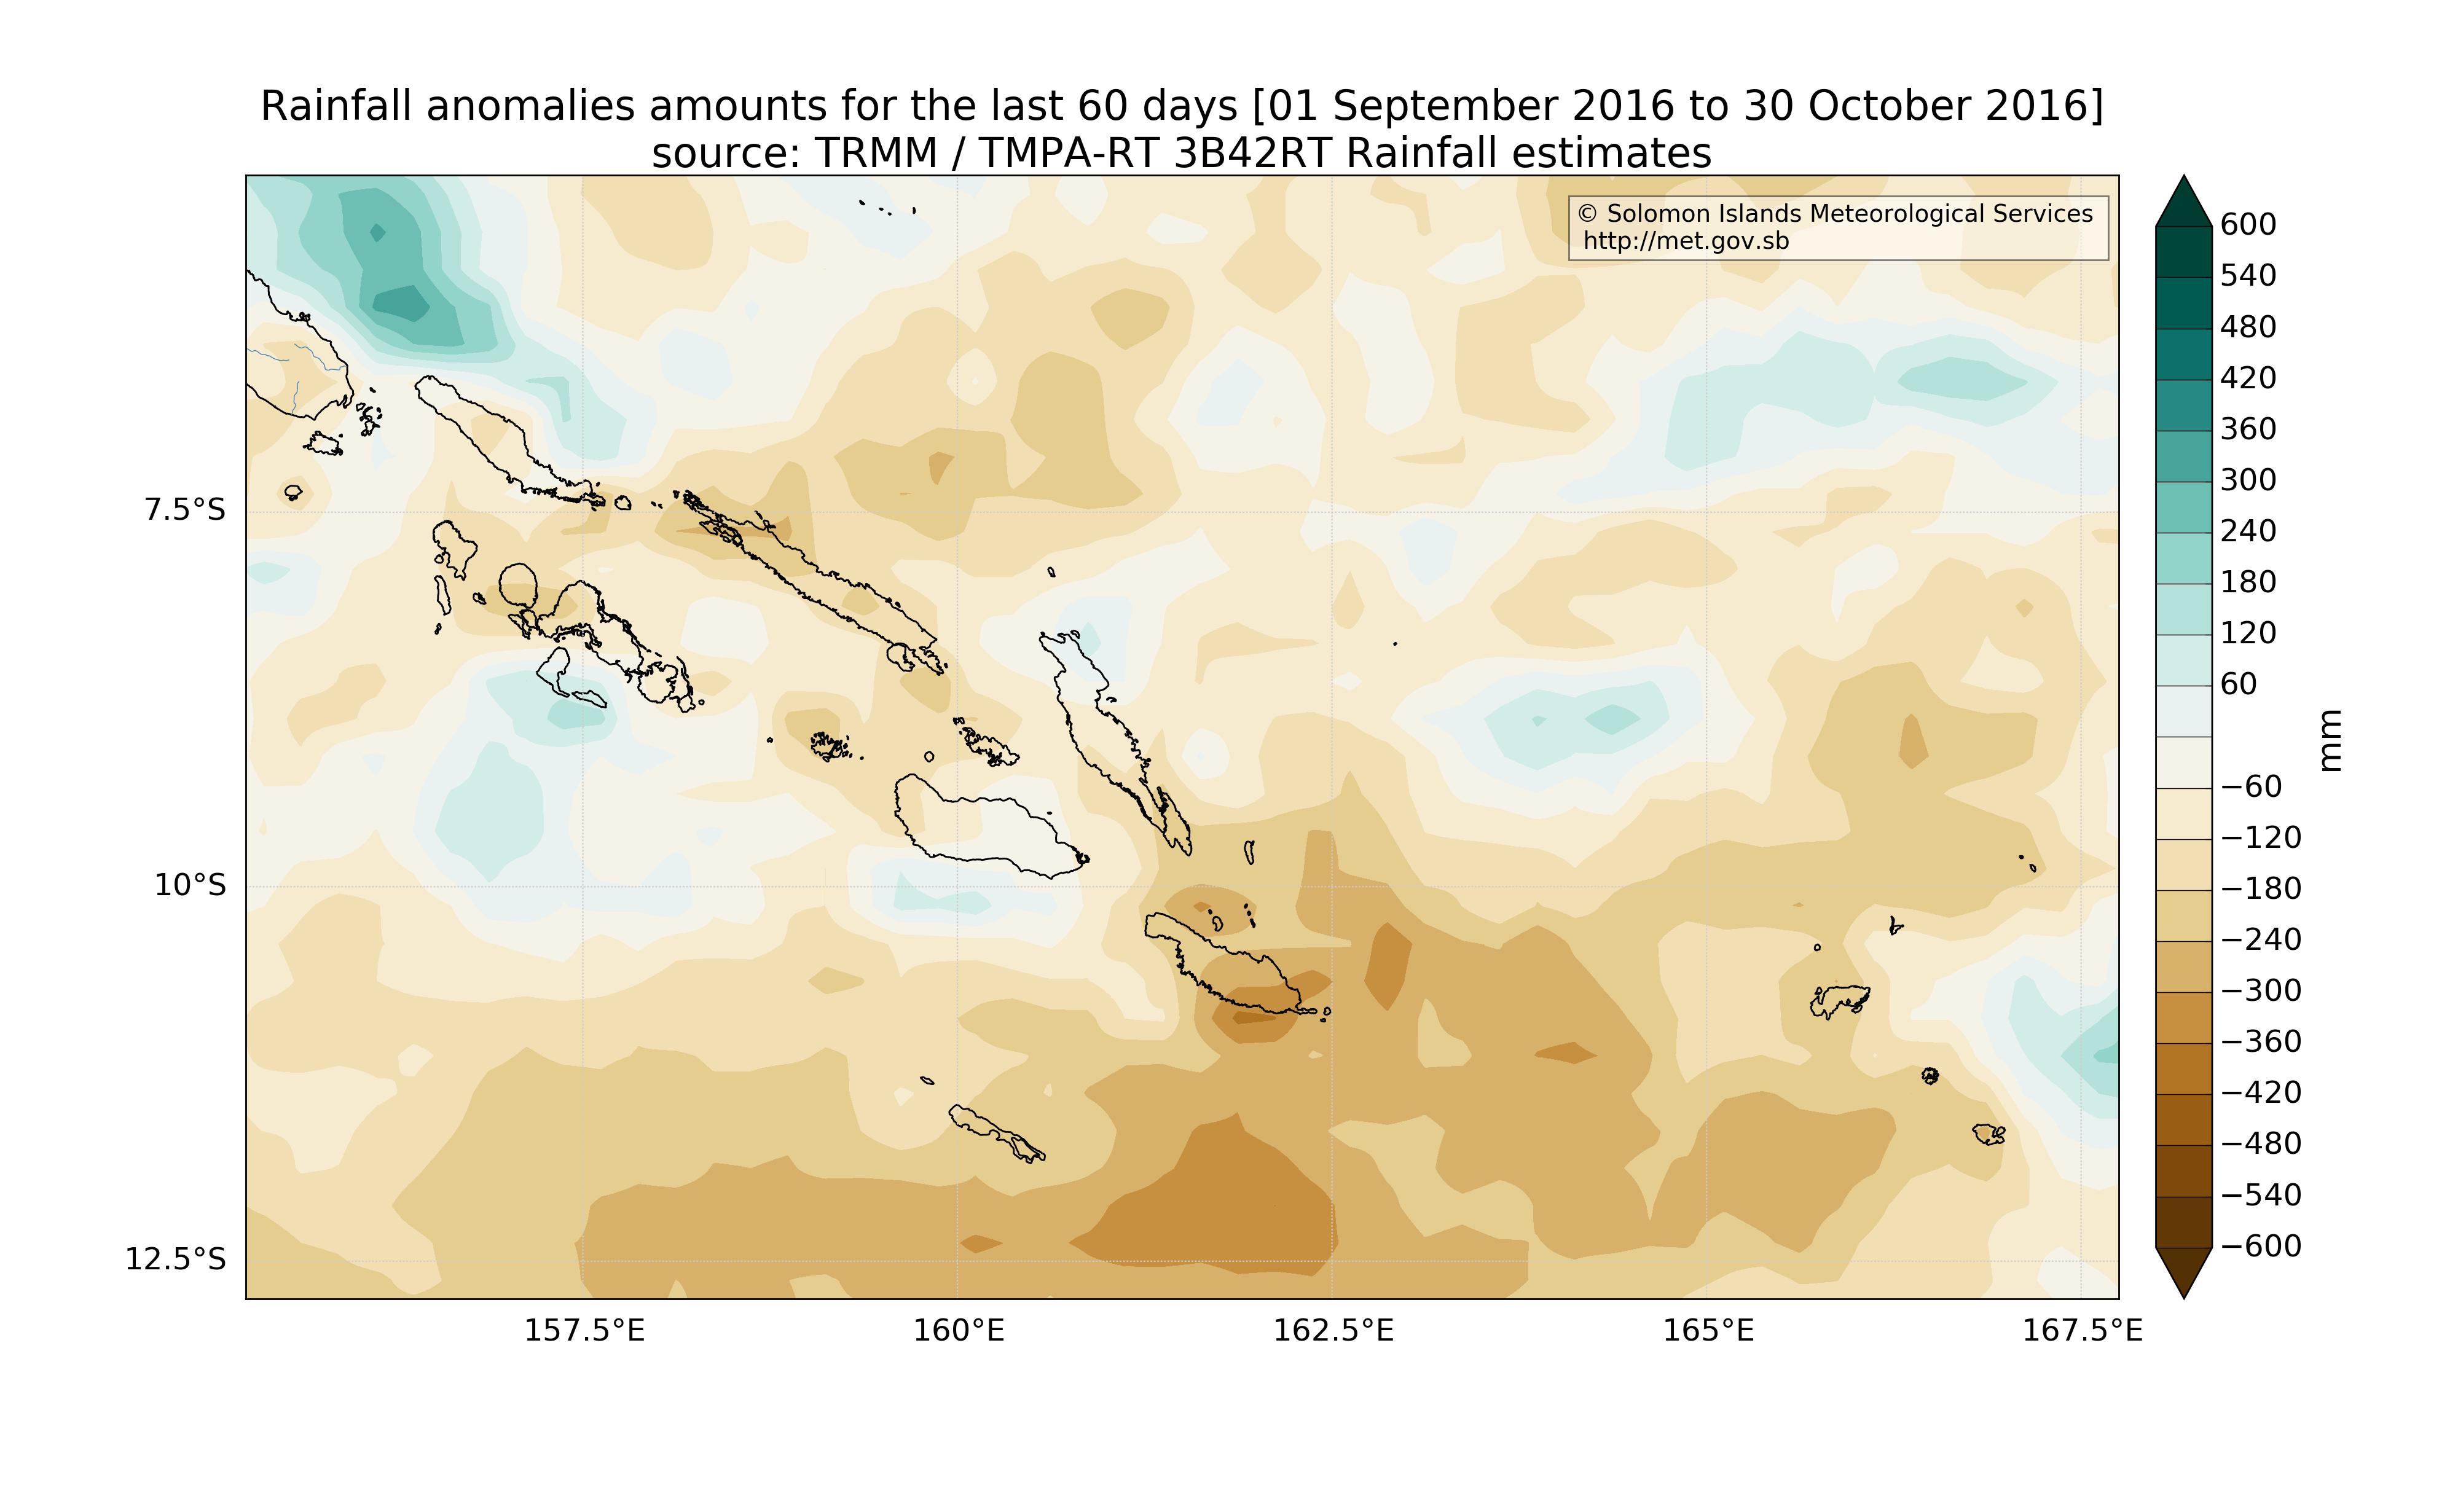 Rainfall anomalies amounts for the last 60 days [01 September 2016 to 30 October 2016]
source: TRMM / TMPA-RT 3B42RT Rainfall estimates
© Solomon Islands Meteorological Services
http://met.gov.sb
7.5°S
10°S
12.5°S
157.5°E
160°E
162.5°E
165°E
167.5°E
600
540
480
420
360
300
240
180
120
60
−60
−120
−180
−240
−300
−360
−420
−480
−540
−600
mm